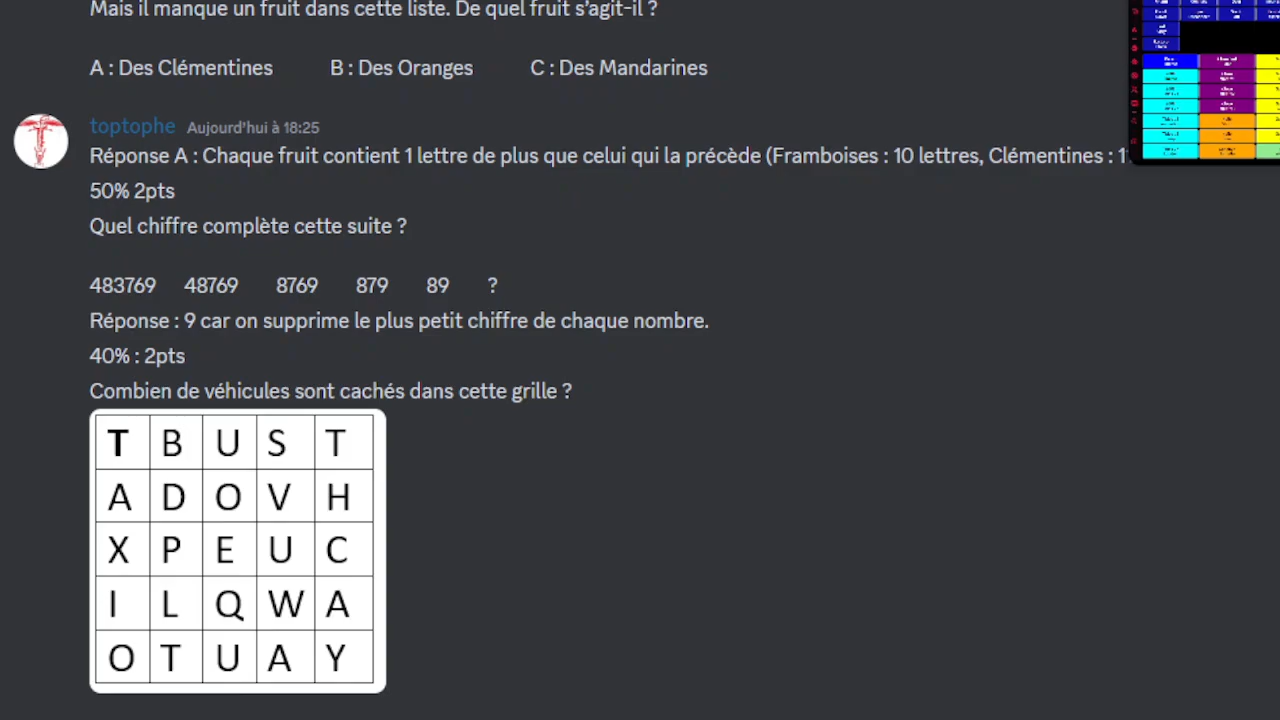 Mais il manque un fruit dans cette liste. De quel fruit s'agit-il ?
A : Des Clémentines B : Des Oranges C : Des Mandarines
toptophe Aujourd'hui à 18:25
Réponse A : Chaque fruit contient 1 lettre de plus que celui qui la précède (Framboises : 10 lettres, Clémentines :
50% 2pts
Quel chiffre complète cette suite ?
483769 48769 8769 879 89 ?
Réponse : 9 car on supprime le plus petit chiffre de chaque nombre.
40% : 2pts
Combien de véhicules sont cachés dans cette grille ?
T B U S T
A D O V H
X P E U C
I L Q W A
O T U A Y